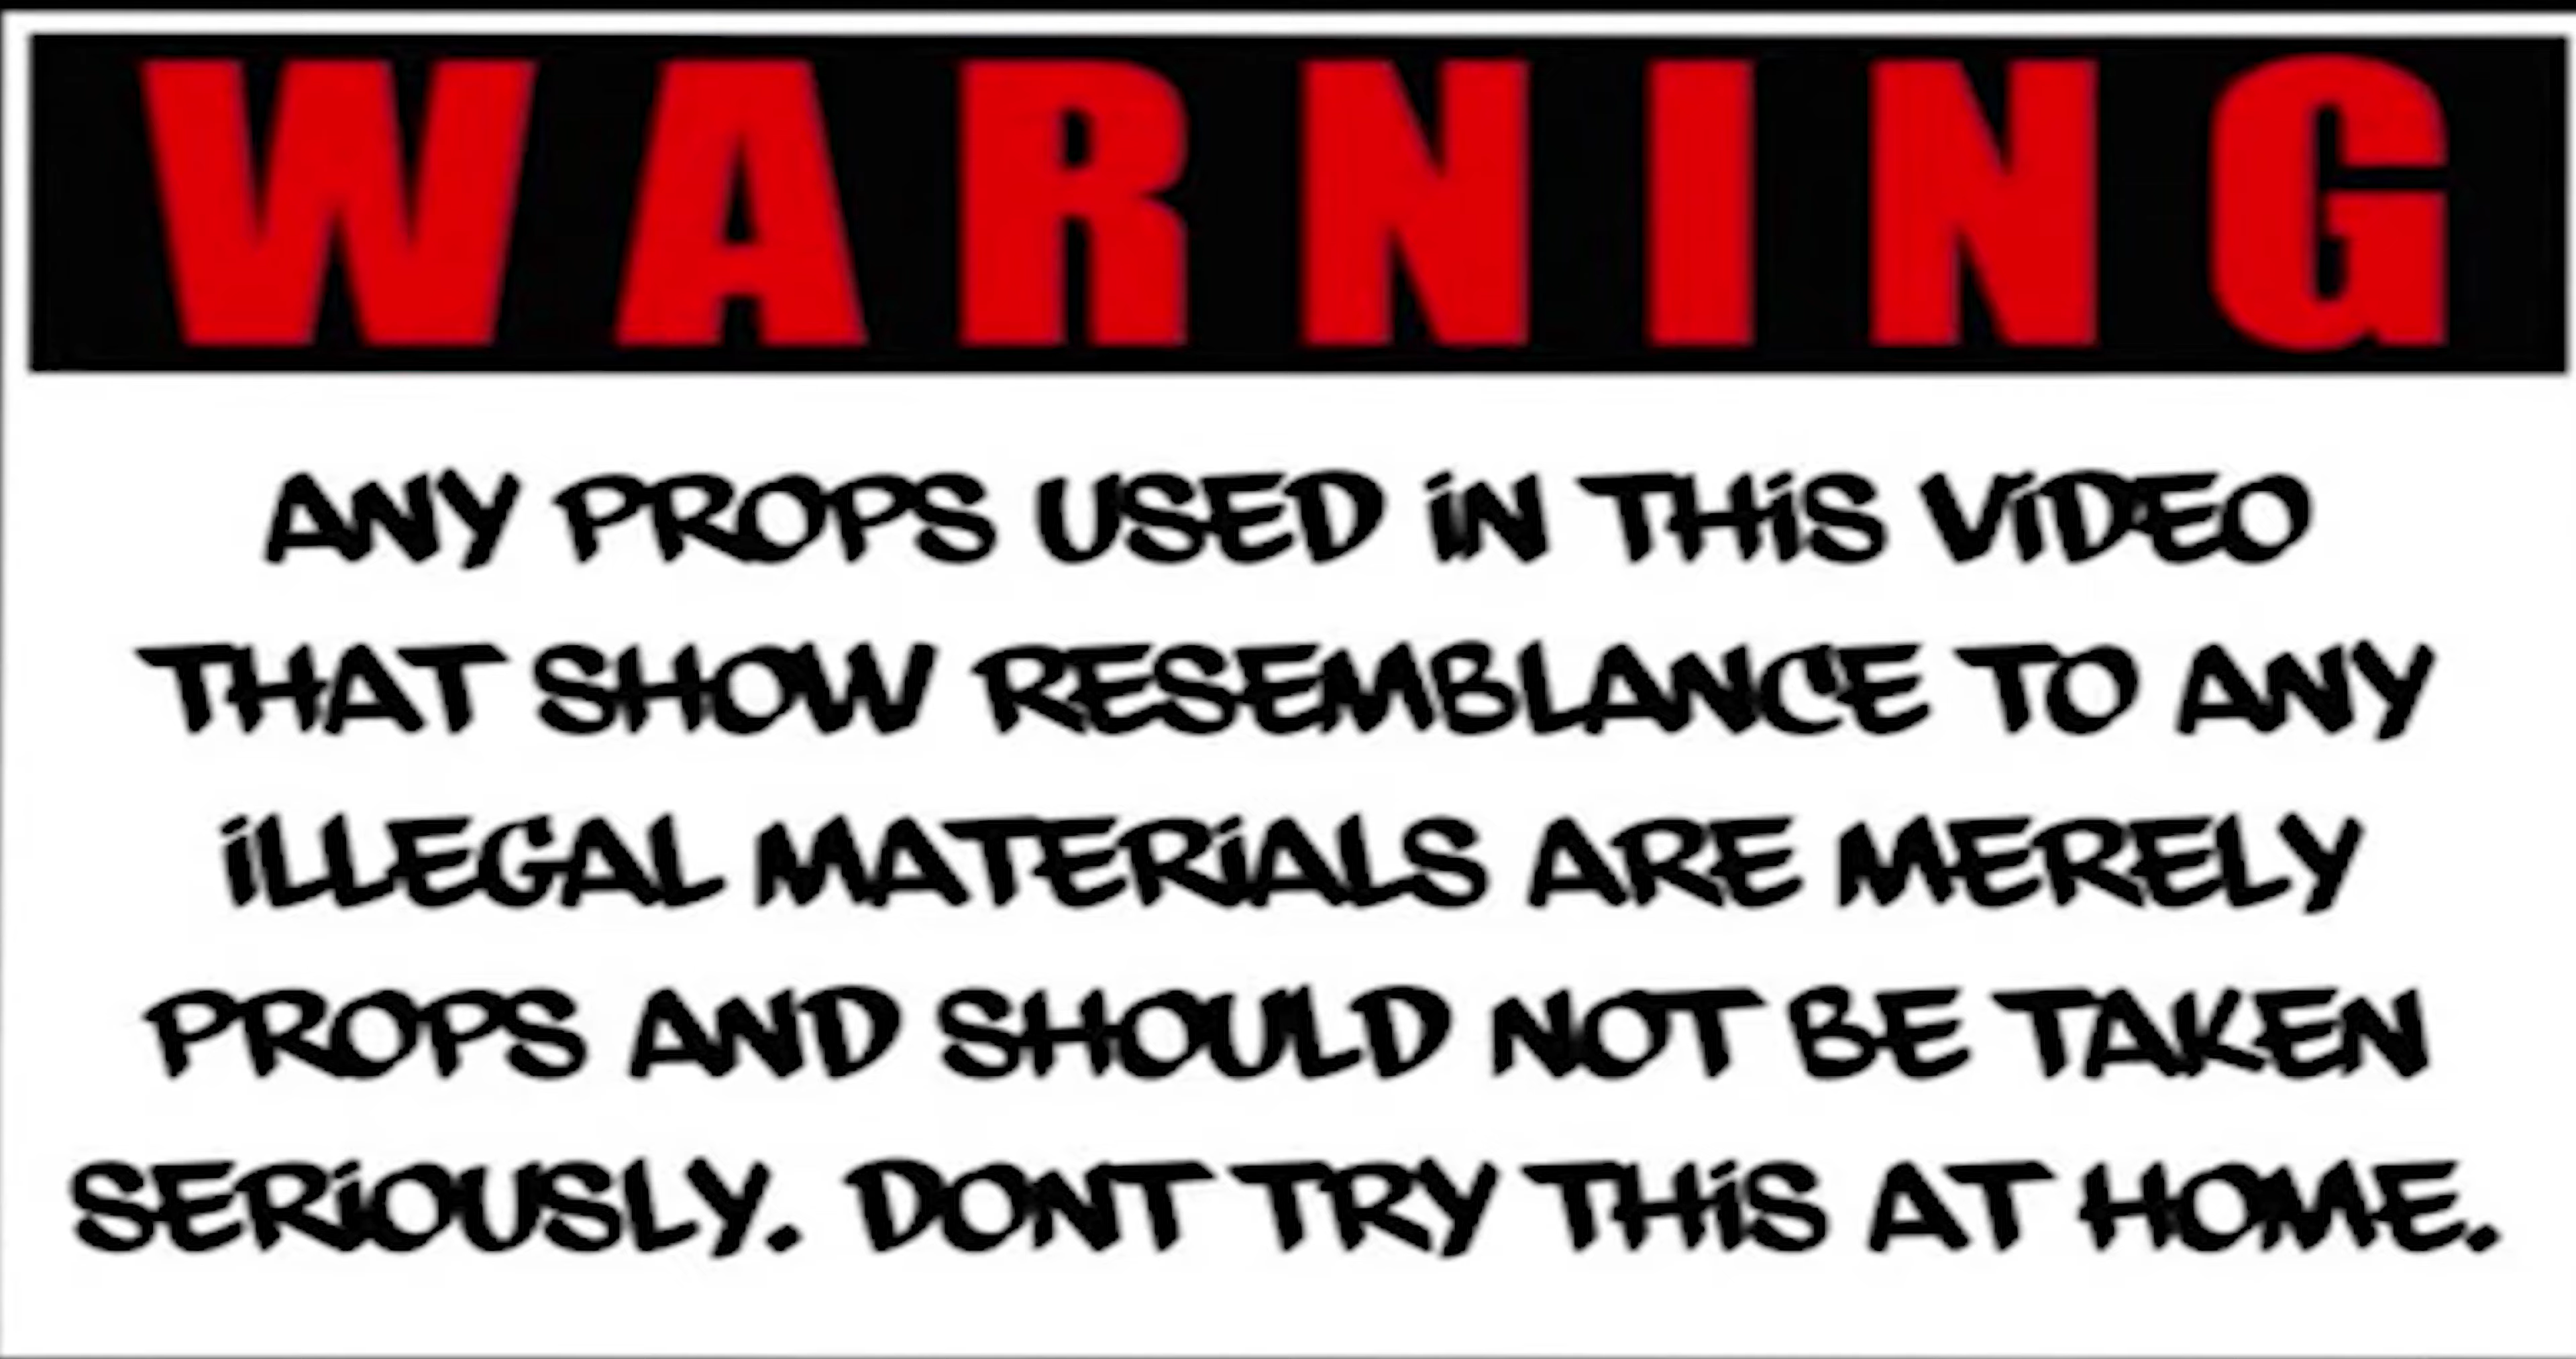 WARNING
ANY PROPS USED iN THiS ViDEO
THAT SHOW RESEMBLANCE TO ANY
iLLEGAL MATERiALS ARE MERELY
PROPS AND SHOULD NOT BE TAKEN
SERiOUSLY. DONT TRY THiS AT HOME.